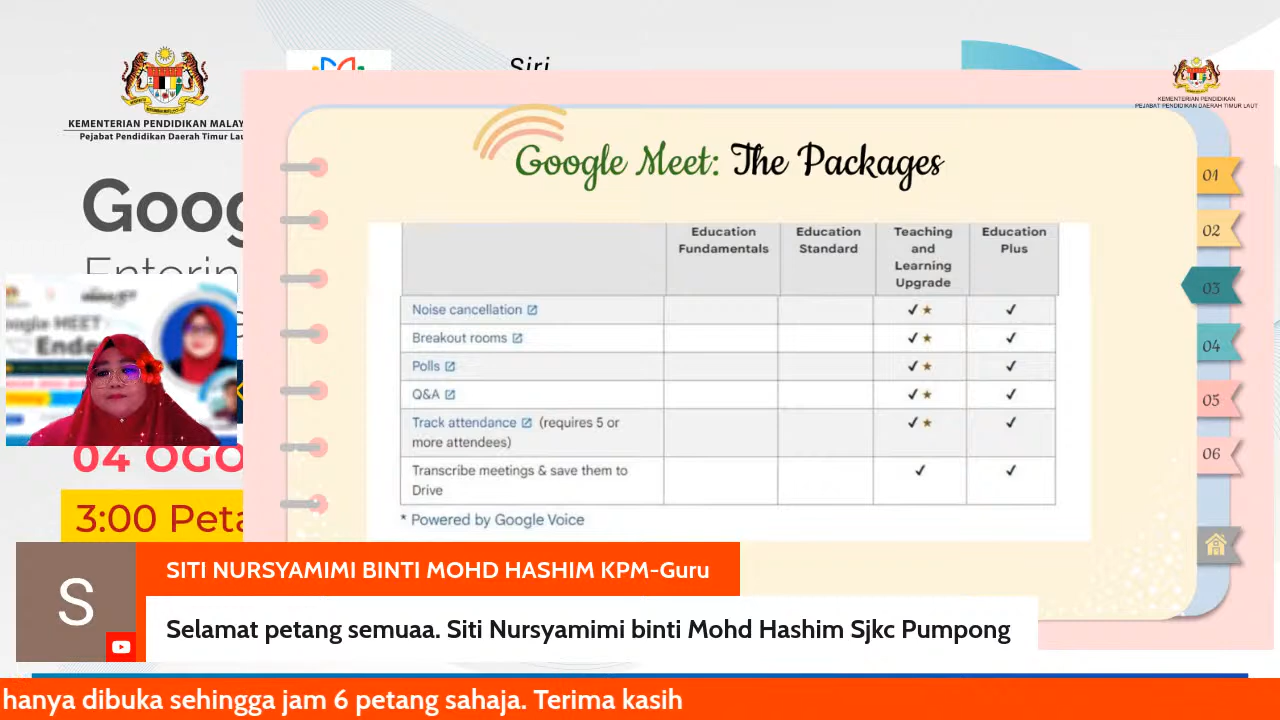 Siri
KEMENTERIAN PENDIDIKAN MALAY
Pejabat Pendidikan Daerah Timur Lau
KEMENTERIAN PENDIDIKAN
PEJABAT PENDIDIKAN DAERAH TIMUR LAUT
Goog
Google Meet: The Packages
Education Fundamentals
Education Standard
Teaching and Learning Upgrade
Education Plus
Noise cancellation
Breakout rooms
Polls
Q&A
Track attendance (requires 5 or
more attendees)
Transcribe meetings & save them to
Drive
* Powered by Google Voice
01
02
03
04
05
06
04 OGO
3:00 Peta
S
SITI NURSYAMIMI BINTI MOHD HASHIM KPM-Guru
Selamat petang semuaa. Siti Nursyamimi binti Mohd Hashim Sjkc Pumpong
hanya dibuka sehingga jam 6 petang sahaja. Terima kasih